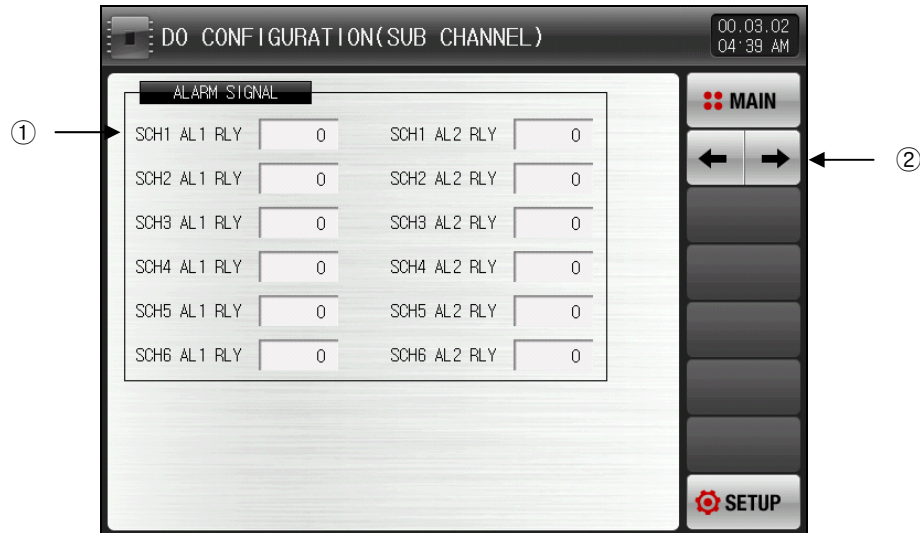 DO CONFIGURATION(SUB CHANNEL)
00.03.02
04:39 AM
ALARM SIGNAL
MAIN
① SCH1 AL1 RLY 0 SCH1 AL2 RLY 0
②
SCH2 AL1 RLY 0 SCH2 AL2 RLY 0
SCH3 AL1 RLY 0 SCH3 AL2 RLY 0
SCH4 AL1 RLY 0 SCH4 AL2 RLY 0
SCH5 AL1 RLY 0 SCH5 AL2 RLY 0
SCH6 AL1 RLY 0 SCH6 AL2 RLY 0
SETUP